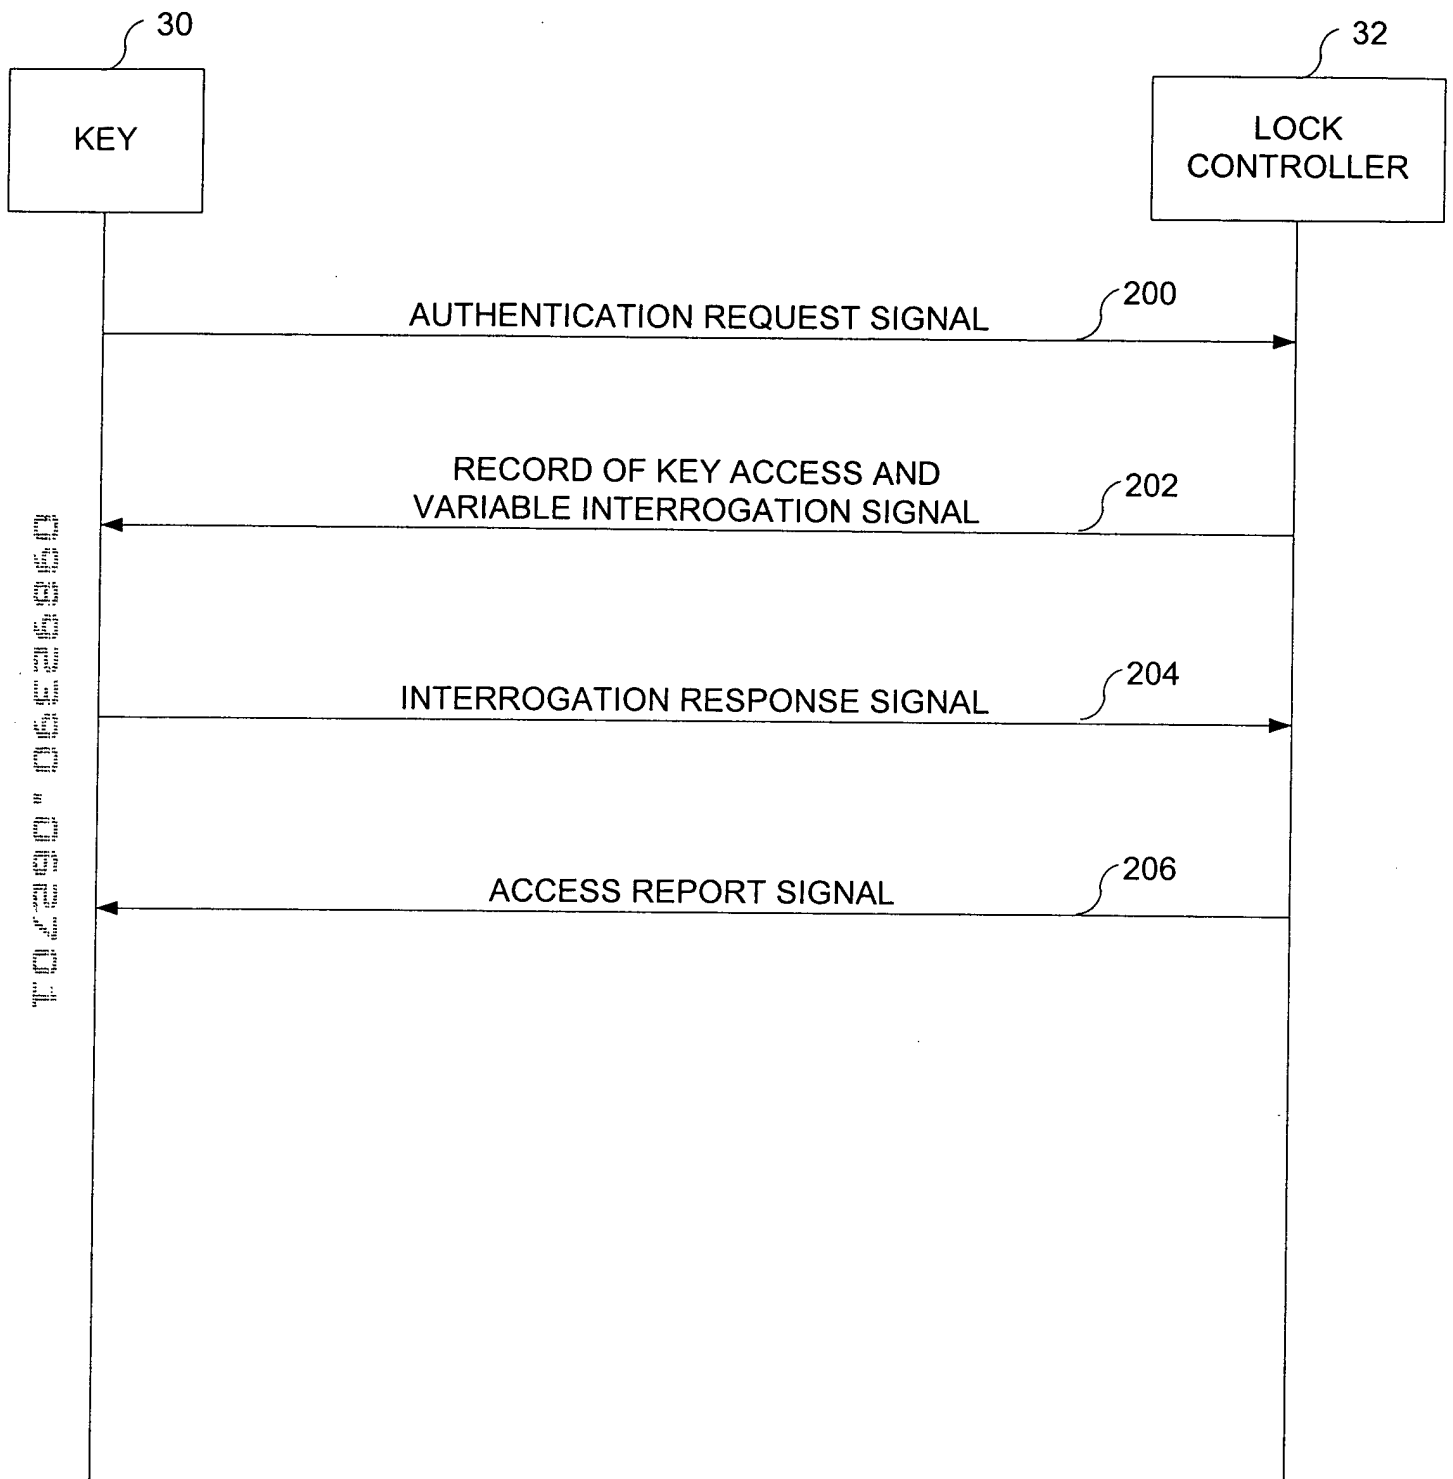 30
32
KEY
LOCK
CONTROLLER
200
AUTHENTICATION REQUEST SIGNAL
RECORD OF KEY ACCESS AND
202
VARIABLE INTERROGATION SIGNAL
204
INTERROGATION RESPONSE SIGNAL
206
ACCESS REPORT SIGNAL